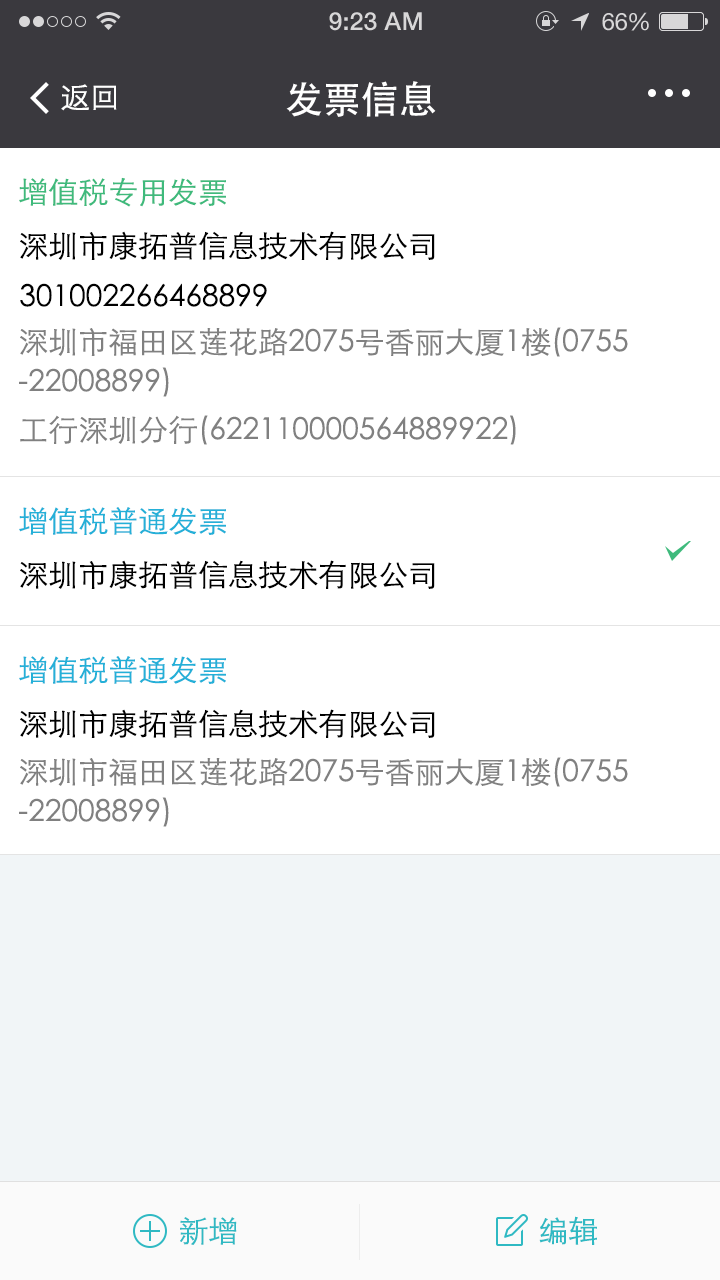 9:23 AM
66%
返回
发票信息
增值税专用发票
深圳市康拓普信息技术有限公司
301002266468899
深圳市福田区莲花路2075号香丽大厦1楼(0755
-22008899)
工行深圳分行(622110000564889922)
增值税普通发票
深圳市康拓普信息技术有限公司
增值税普通发票
深圳市康拓普信息技术有限公司
深圳市福田区莲花路2075号香丽大厦1楼(0755
-22008899)
新增
编辑